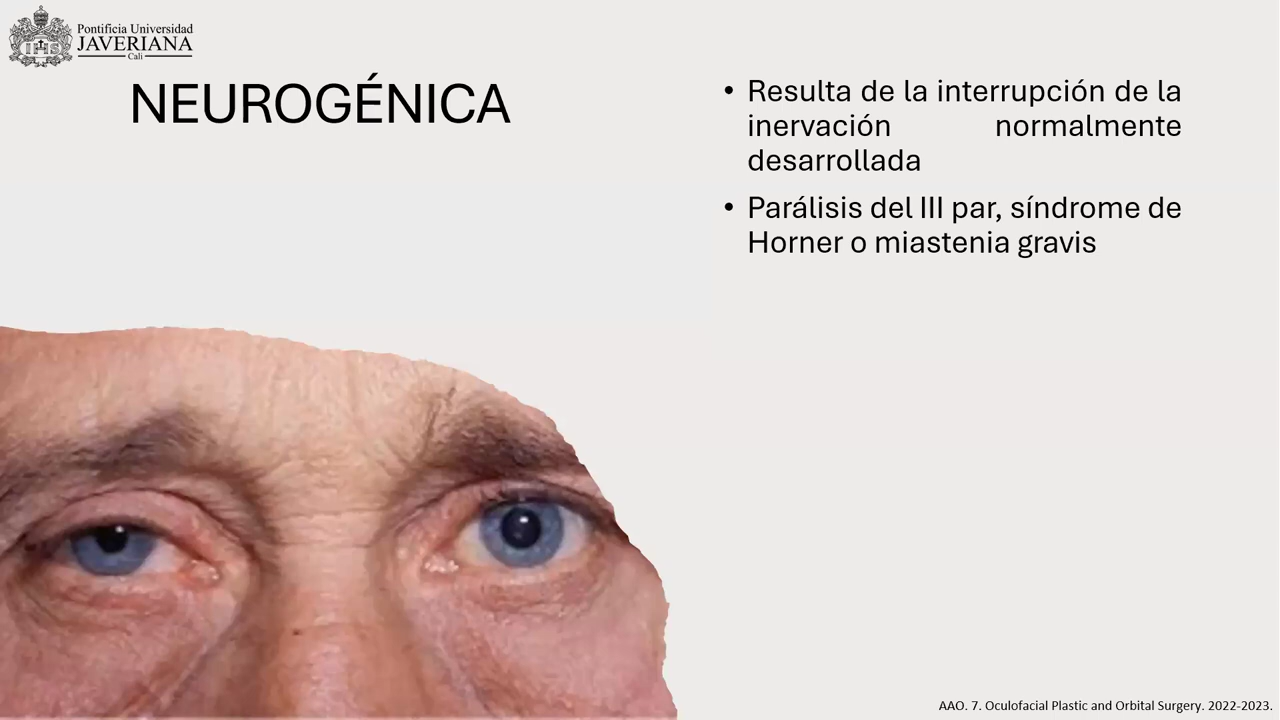 Pontificia Universidad
JAVERIANA
Cali
NEUROGÉNICA
• Resulta de la interrupción de la
inervación normalmente
desarrollada
• Parálisis del III par, síndrome de
Horner o miastenia gravis
AAO. 7. Oculofacial Plastic and Orbital Surgery. 2022-2023.